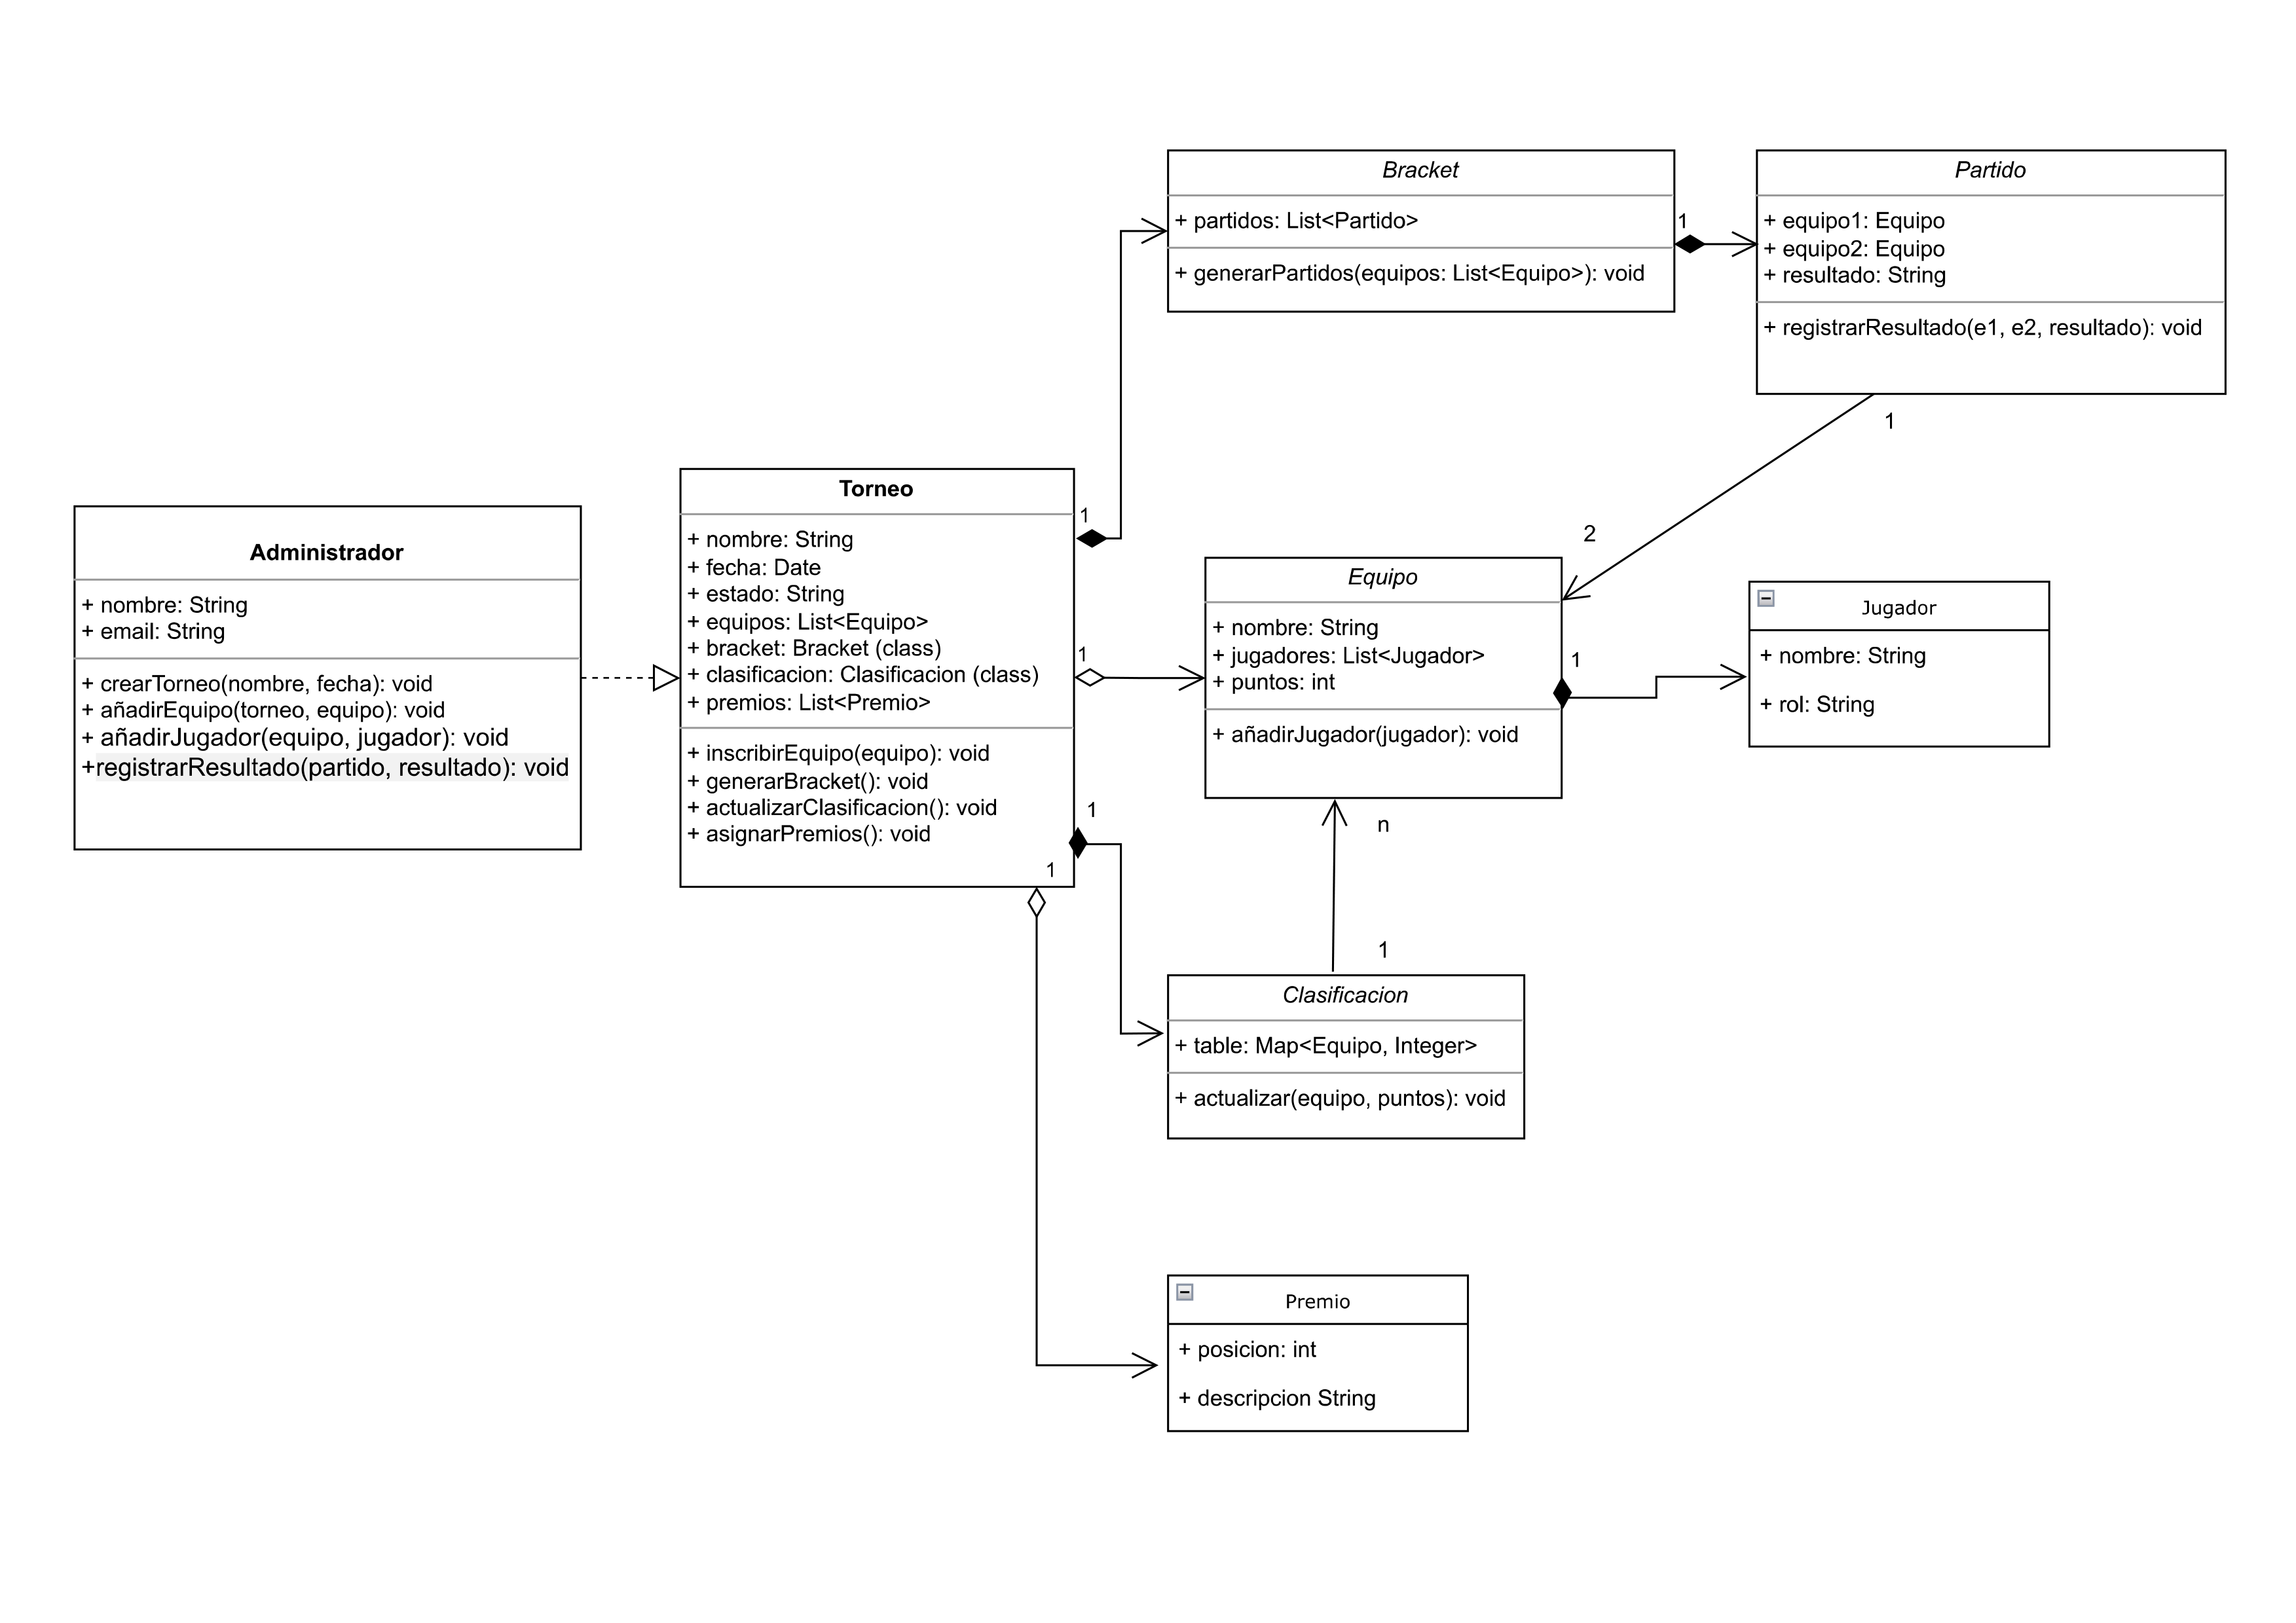 Bracket
+ partidos: List<Partido>
+ generarPartidos(equipos: List<Equipo>): void
1
Partido
+ equipo1: Equipo
+ equipo2: Equipo
+ resultado: String
+ registrarResultado(e1, e2, resultado): void
1
2
Administrador
+ nombre: String
+ email: String
+ crearTorneo(nombre, fecha): void
+ añadirEquipo(torneo, equipo): void
+ añadirJugador(equipo, jugador): void
+registrarResultado(partido, resultado): void
Torneo
+ nombre: String
+ fecha: Date
+ estado: String
+ equipos: List<Equipo>
+ bracket: Bracket (class)
+ clasificacion: Clasificacion (class)
+ premios: List<Premio>
+ inscribirEquipo(equipo): void
+ generarBracket(): void
+ actualizarClasificacion(): void
+ asignarPremios(): void
1
1
1
1
Equipo
+ nombre: String
+ jugadores: List<Jugador>
+ puntos: int
+ añadirJugador(jugador): void
1
Jugador
+ nombre: String
+ rol: String
n
1
Clasificacion
+ table: Map<Equipo, Integer>
+ actualizar(equipo, puntos): void
Premio
+ posicion: int
+ descripcion String